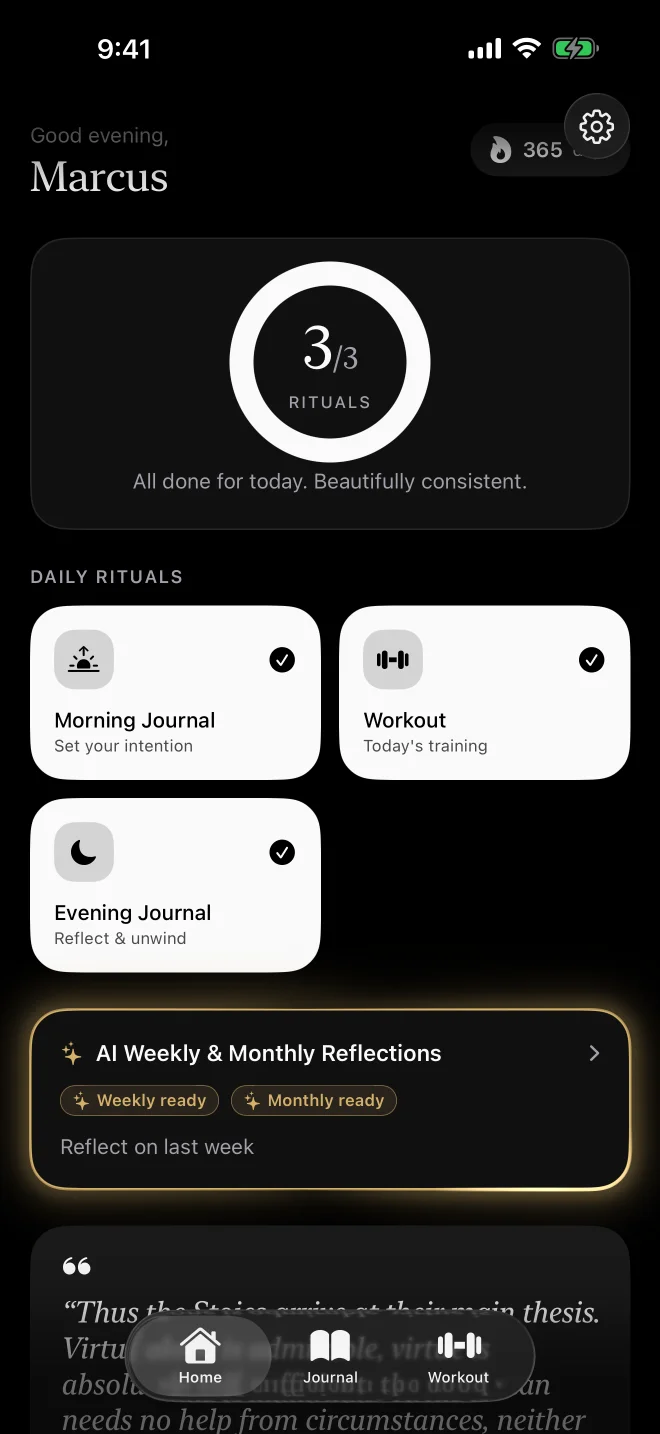 9:41
Good evening,
Marcus
365
3/3
RITUALS
All done for today. Beautifully consistent.
DAILY RITUALS
Morning Journal
Set your intention
Workout
Today's training
Evening Journal
Reflect & unwind
AI Weekly & Monthly Reflections
Weekly ready
Monthly ready
Reflect on last week
“Thus the Stoics arrive at their main thesis.
needs no help from circumstances, neither
Home
Journal
Workout